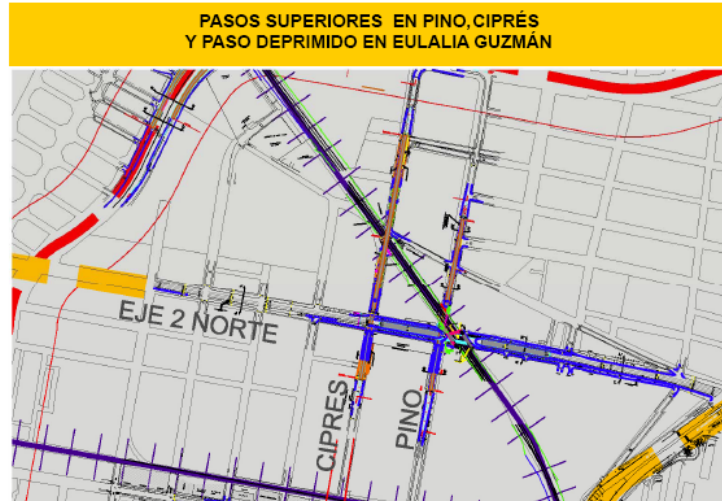 PASOS SUPERIORES EN PINO,CIPRÉS
Y PASO DEPRIMIDO EN EULALIA GUZMÁN
EJE 2 NORTE
CIPRES
PINO